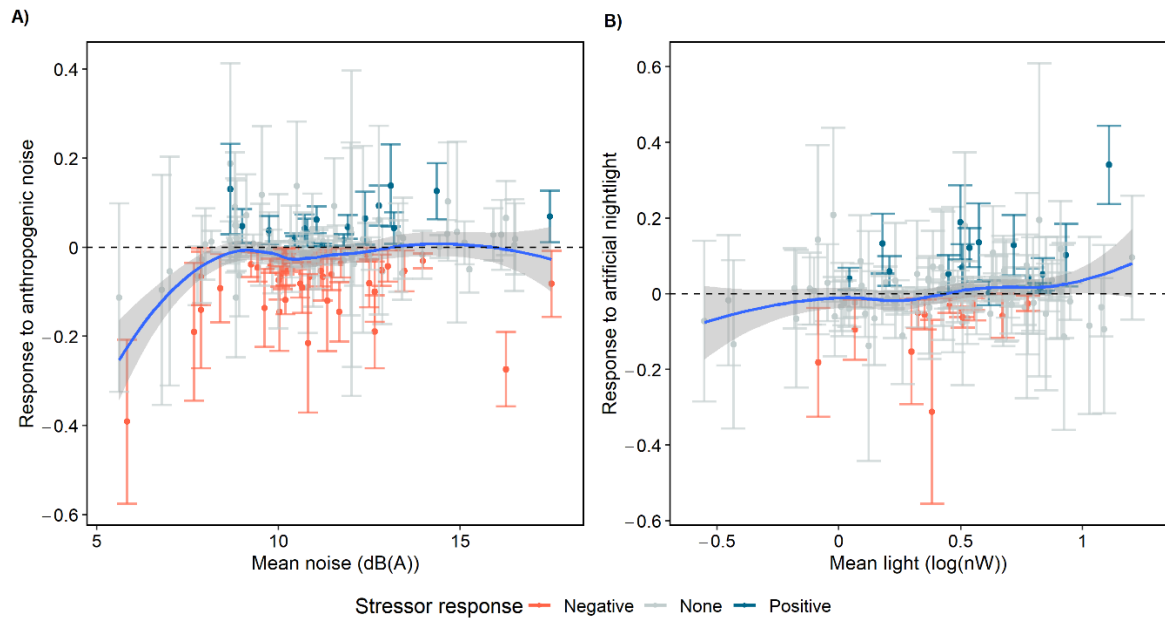 A)
B)
0.4
0.2
0
−0.2
−0.4
−0.6
Response to anthropogenic noise
5
10
15
Mean noise (dB(A))
0.6
0.4
0.2
0
−0.2
−0.4
−0.6
Response to artificial nightlight
−0.5
0
0.5
1
Mean light (log(nW))
Stressor response Negative None Positive